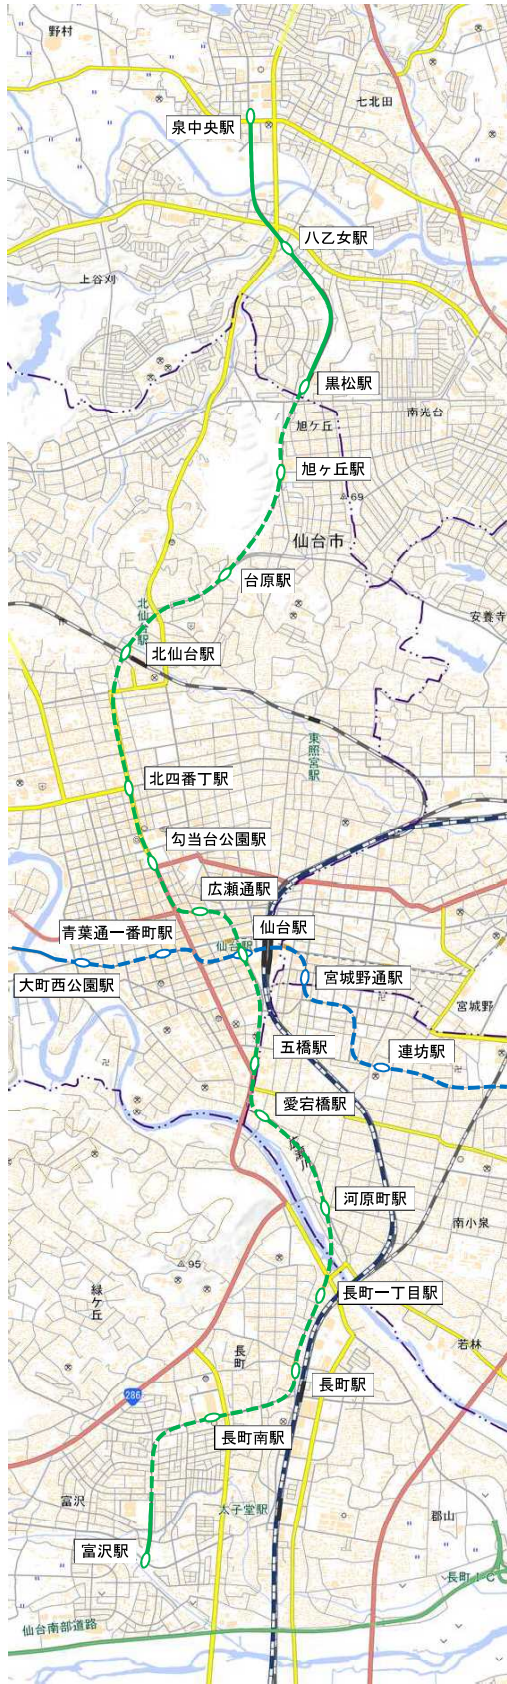 野村
七北田
泉中央駅
八乙女駅
上谷刈
黒松駅
南光台
旭ケ丘
旭ヶ丘駅
69
仙台市
台原駅
北仙台駅
安養寺
北仙台駅
東照宮駅
北四番丁駅
勾当台公園駅
広瀬通駅
仙台駅
青葉通一番町駅
仙台駅
大町西公園駅
宮城野通駅
宮城野
五橋駅
連坊駅
愛宕橋駅
河原町駅
南小泉
95
緑ケ丘
長町一丁目駅
長町
若林
長町駅
286
長町南駅
富沢
太子堂駅
郡山
富沢駅
長町I・C
仙台南部道路